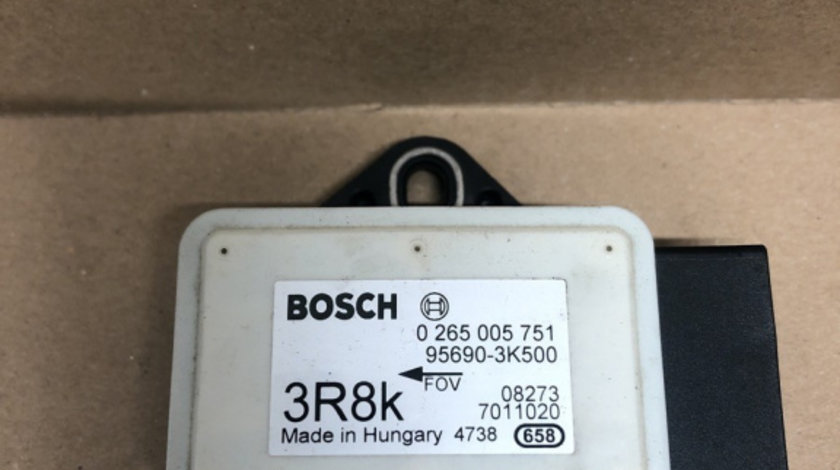 BOSCH
0 265 005 751
95690-3K500
FOV
3R8k
08273
7011020
Made in Hungary 4738 658